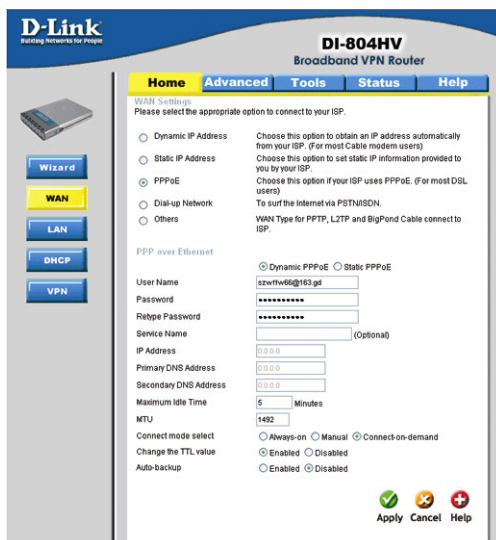 D-Link
Building Networks for People
DI-804HV
Broadband VPN Router
Home Advanced Tools Status Help
Wizard
WAN
LAN
DHCP
VPN
WAN Settings
Please select the appropriate option to connect to your ISP.
Dynamic IP Address Choose this option to obtain an IP address automatically from your ISP. (For most Cable modem users)
Static IP Address Choose this option to set static IP information provided to you by your ISP.
PPPoE Choose this option if your ISP uses PPPoE. (For most DSL users)
Dial-up Network To surf the Internet via PSTN/ISDN.
Others WAN Type for PPTP, L2TP and BigPond Cable connect to ISP.
PPP over Ethernet
Dynamic PPPoE Static PPPoE
User Name szwffw66@163.gd
Password ••••••••••
Retype Password ••••••••••
Service Name (Optional)
IP Address 0.0.0.0
Primary DNS Address 0.0.0.0
Secondary DNS Address 0.0.0.0
Maximum Idle Time 5 Minutes
MTU 1492
Connect mode select Always-on Manual Connect-on-demand
Change the TTL value Enabled Disabled
Auto-backup Enabled Disabled
Apply Cancel Help